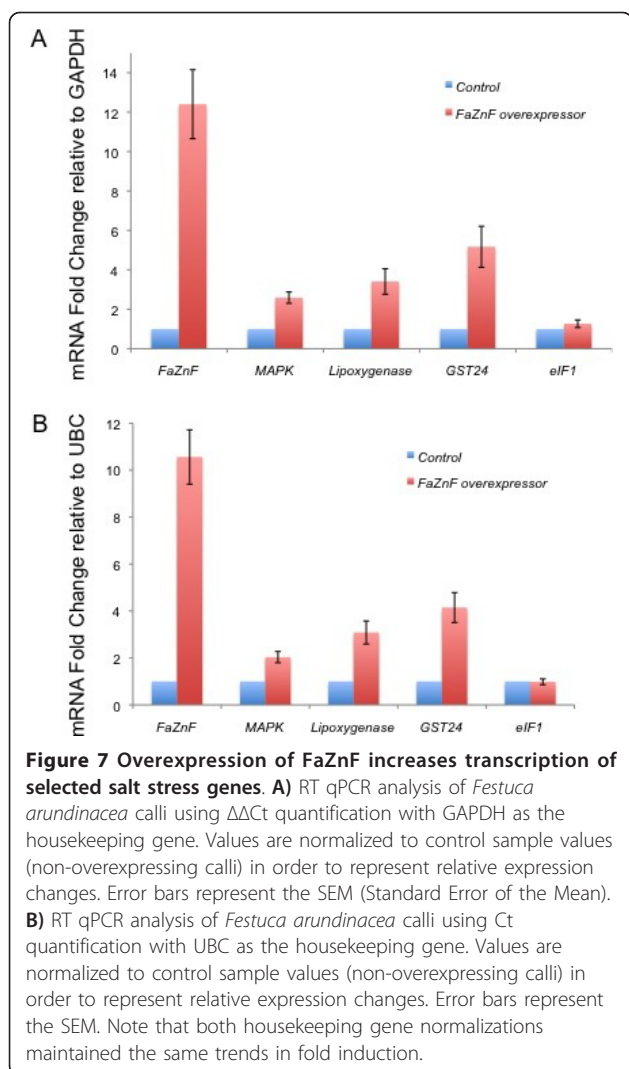 A
mRNA Fold Change relative to GAPDH
14
12
10
8
6
4
2
0
Control
FaZnF overexpressor
FaZnF MAPK Lipoxygenase GST24 eIF1
B
mRNA Fold Change relative to UBC
12
10
8
6
4
2
0
Control
FaZnF overexpressor
FaZnF MAPK Lipoxygenase GST24 eIF1
Figure 7 Overexpression of FaZnF increases transcription of
selected salt stress genes. A) RT qPCR analysis of Festuca
arundinacea calli using ΔΔCt quantification with GAPDH as the
housekeeping gene. Values are normalized to control sample values
(non-overexpressing calli) in order to represent relative expression
changes. Error bars represent the SEM (Standard Error of the Mean).
B) RT qPCR analysis of Festuca arundinacea calli using Ct
quantification with UBC as the housekeeping gene. Values are
normalized to control sample values (non-overexpressing calli) in
order to represent relative expression changes. Error bars represent
the SEM. Note that both housekeeping gene normalizations
maintained the same trends in fold induction.